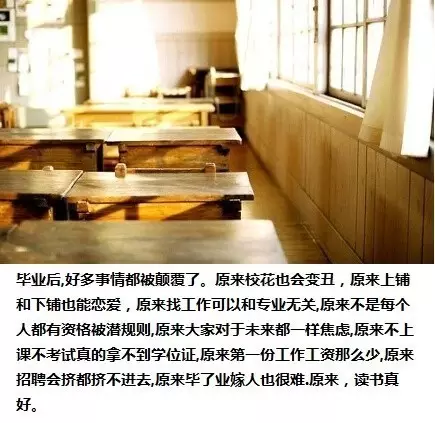 毕业后,好多事情都被颠覆了。原来校花也会变丑，原来上铺
和下铺也能恋爱，原来找工作可以和专业无关,原来不是每个
人都有资格被潜规则,原来大家对于未来都一样焦虑,原来不上
课不考试真的拿不到学位证,原来第一份工作工资那么少,原来
招聘会挤都挤不进去,原来毕了业嫁人也很难.原来，读书真
好。